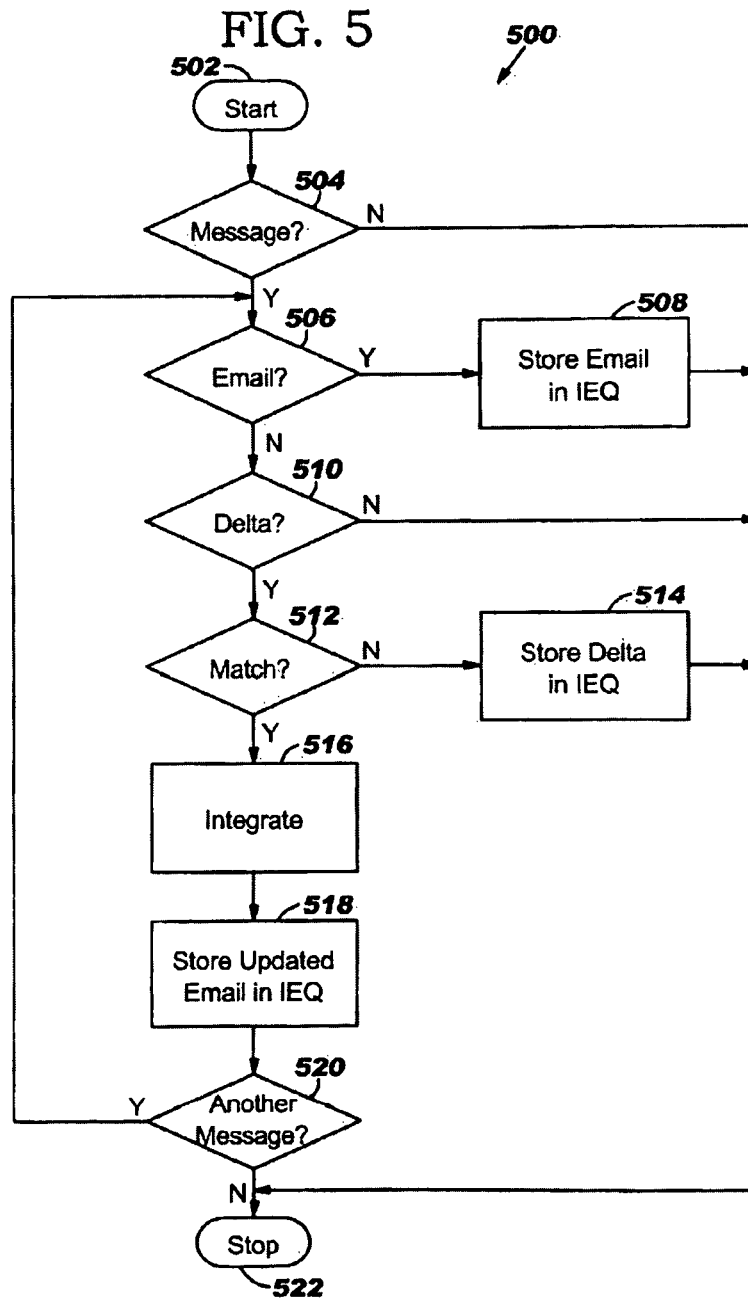 FIG. 5
500
502
Start
504
Message?
N
Y
506
Email?
Y
508
Store Email
in IEQ
N
510
Delta?
N
Y
512
Match?
N
514
Store Delta
in IEQ
Y
516
Integrate
518
Store Updated
Email in IEQ
520
Another
Message?
Y
N
Stop
522